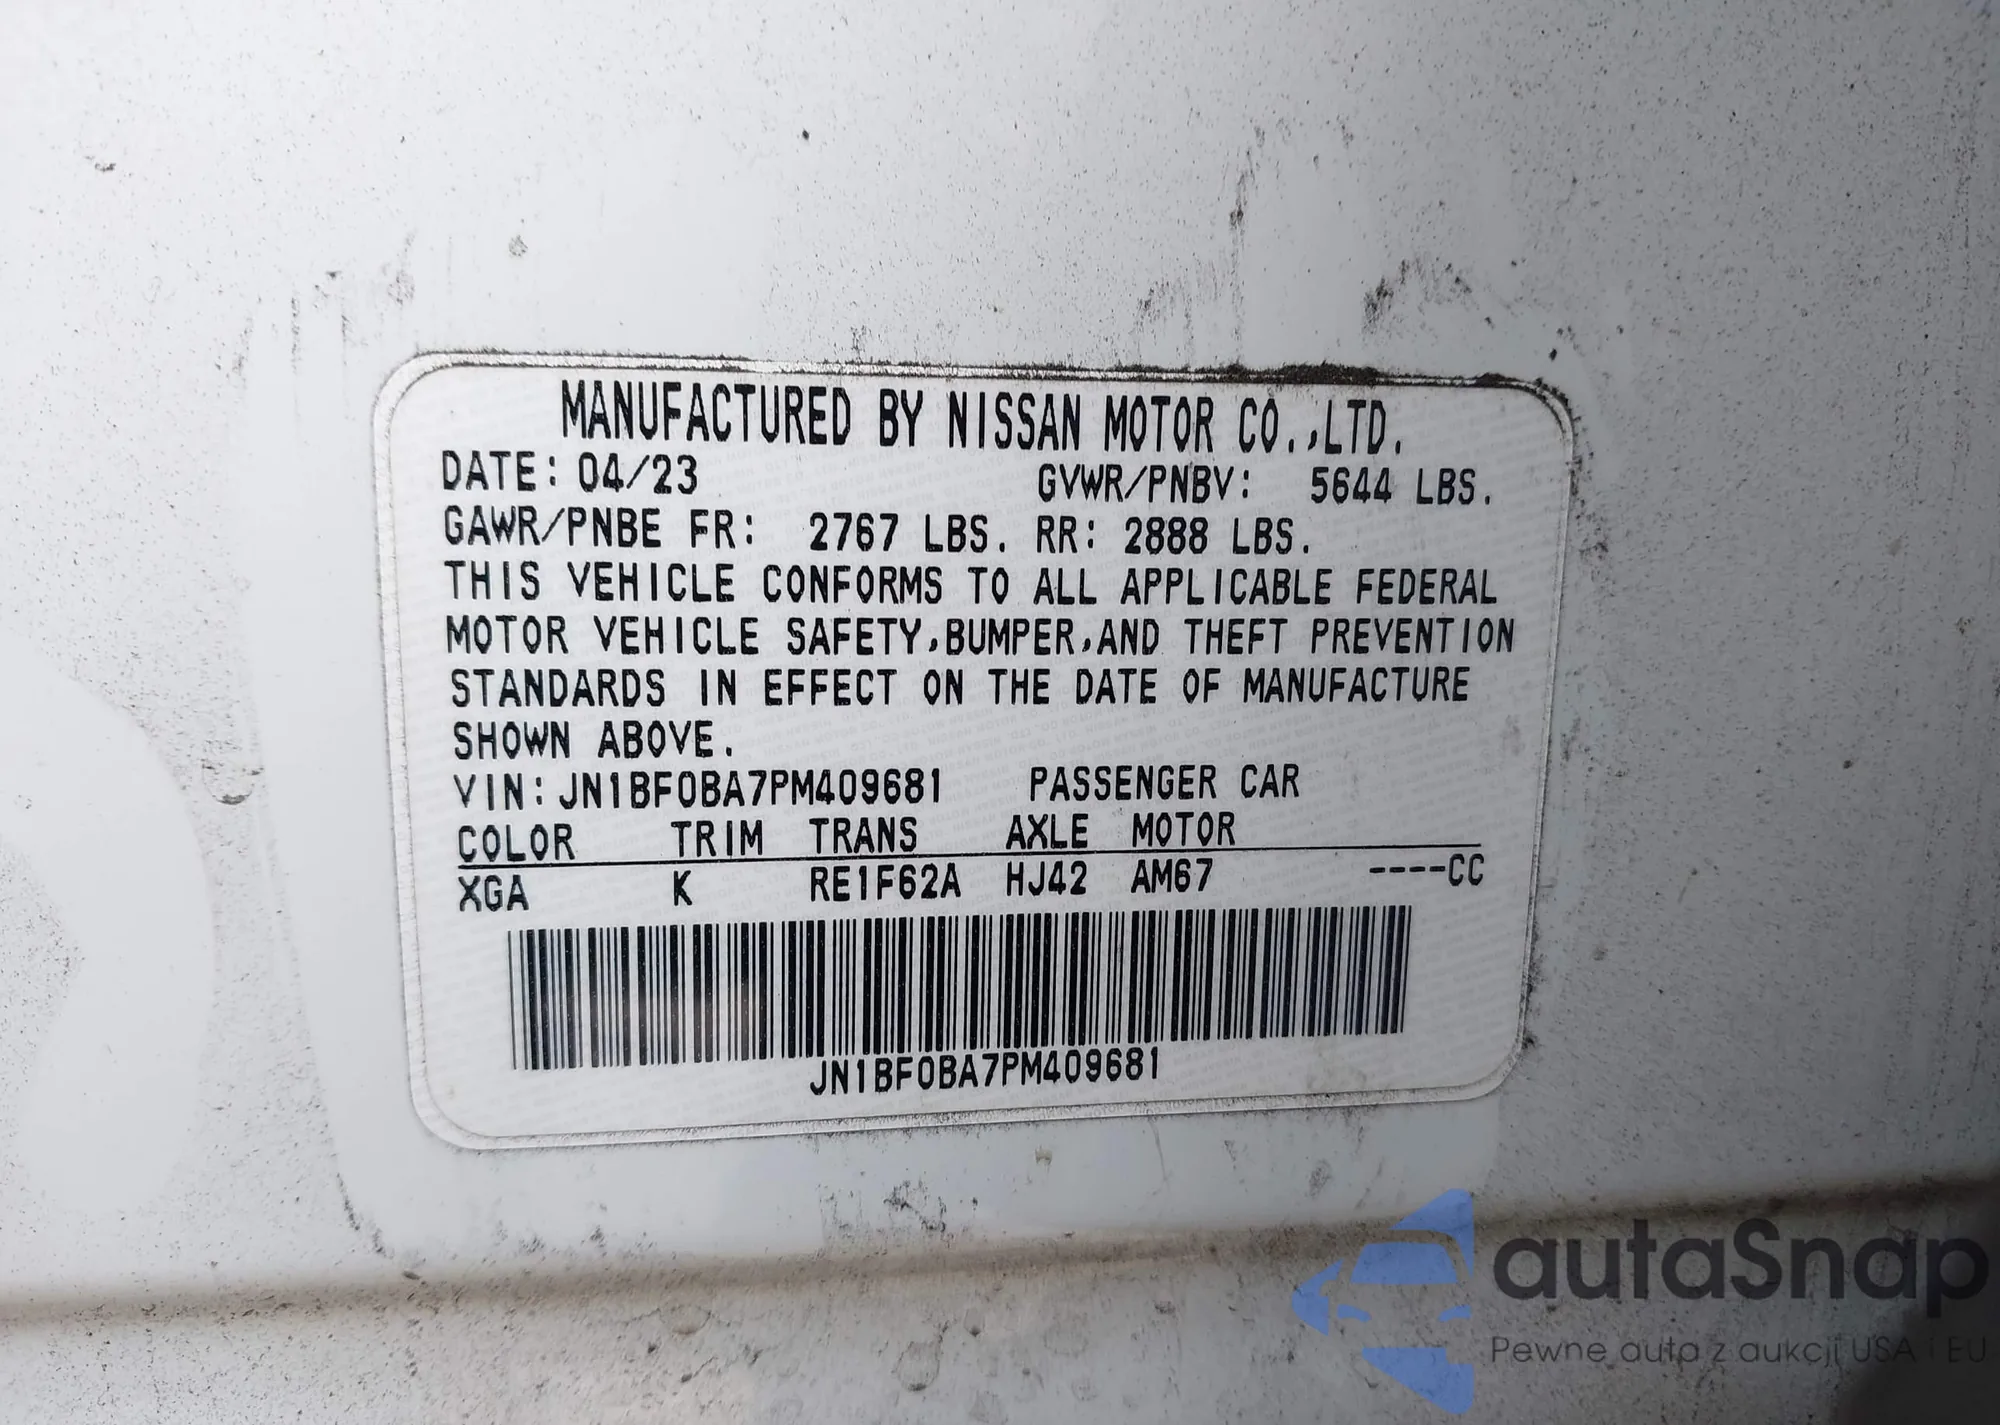 MANUFACTURED BY NISSAN MOTOR CO.,LTD.
DATE: 04/23 GVWR/PNBV: 5644 LBS.
GAWR/PNBE FR: 2767 LBS. RR: 2888 LBS.
THIS VEHICLE CONFORMS TO ALL APPLICABLE FEDERAL
MOTOR VEHICLE SAFETY,BUMPER,AND THEFT PREVENTION
STANDARDS IN EFFECT ON THE DATE OF MANUFACTURE
SHOWN ABOVE.
VIN:JN1BF0BA7PM409681 PASSENGER CAR
COLOR TRIM TRANS AXLE MOTOR
XGA K RE1F62A HJ42 AM67 ----CC
JN1BF0BA7PM409681
autaSnap
Pewne auta z aukcji USA i EU